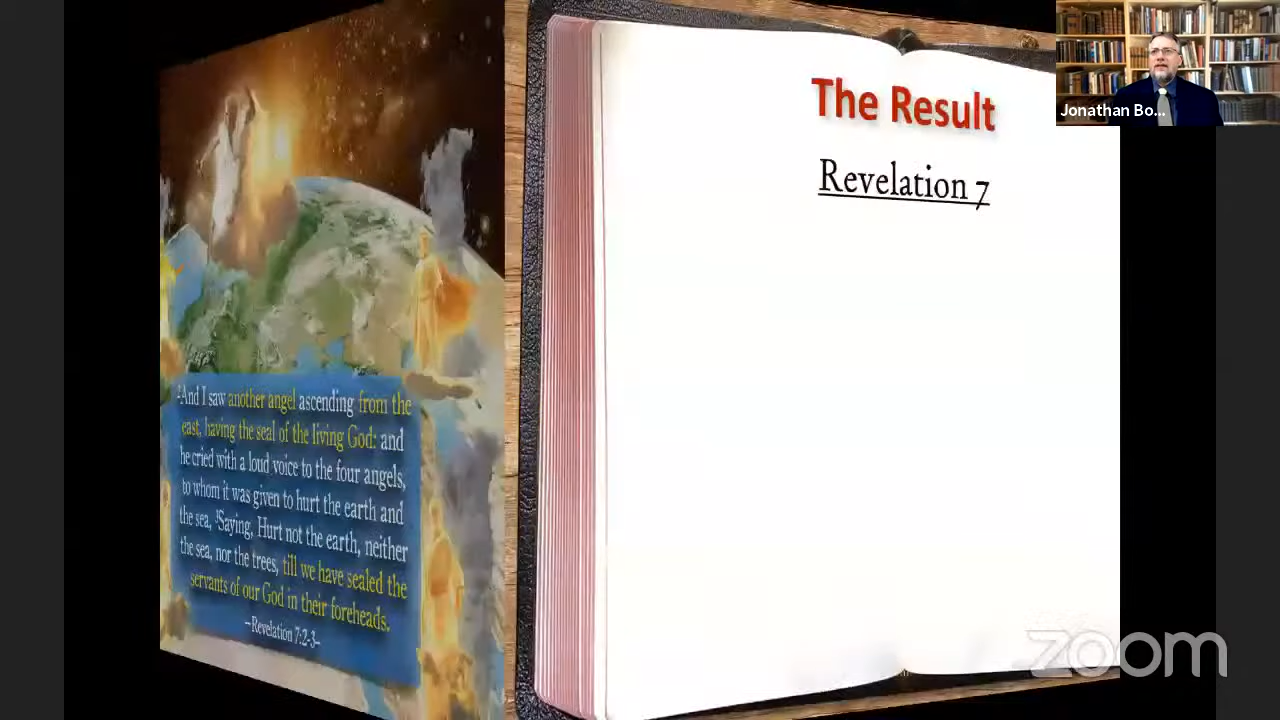 ²And I saw another angel ascending from the
east, having the seal of the living God: and
he cried with a loud voice to the four angels,
to whom it was given to hurt the earth and
the sea, ³Saying, Hurt not the earth, neither
the sea, nor the trees, till we have sealed the
servants of our God in their foreheads.
~Revelation 7:2-3~
The Result
Revelation 7
Jonathan Bo...
zoom